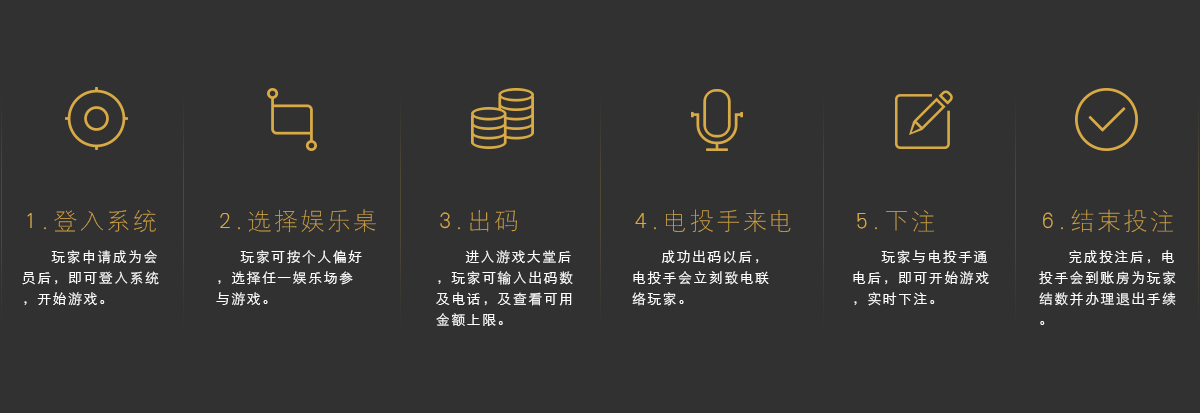 1.登入系统
玩家申请成为会
员后，即可登入系统
，开始游戏。
2.选择娱乐桌
玩家可按个人偏好
，选择任一娱乐场参
与游戏。
3.出码
进入游戏大堂后
，玩家可输入出码数
及电话，及查看可用
金额上限。
4.电投手来电
成功出码以后，
电投手会立刻致电联
络玩家。
5.下注
玩家与电投手通
电后，即可开始游戏
，实时下注。
6.结束投注
完成投注后，电
投手会到账房为玩家
结数并办理退出手续
。